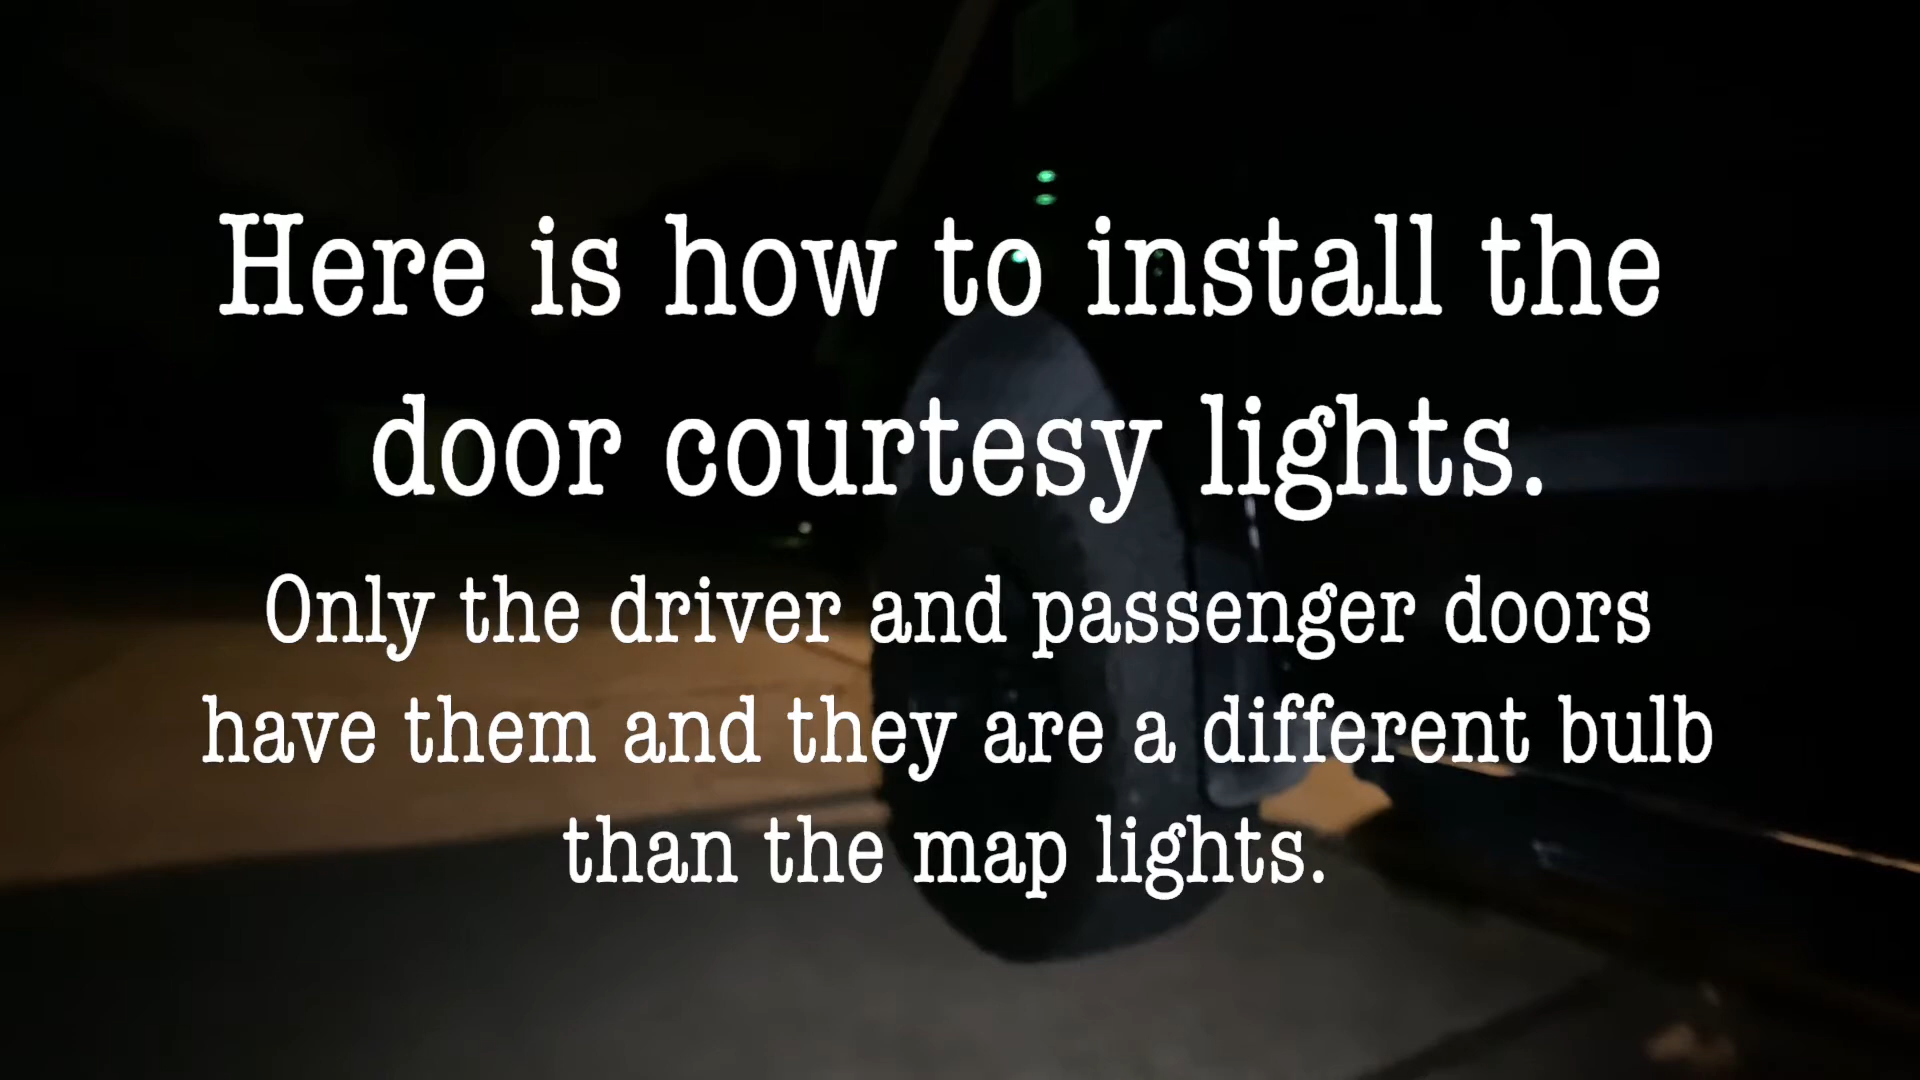 Here is how to install the
door courtesy lights.
Only the driver and passenger doors
have them and they are a different bulb
than the map lights.